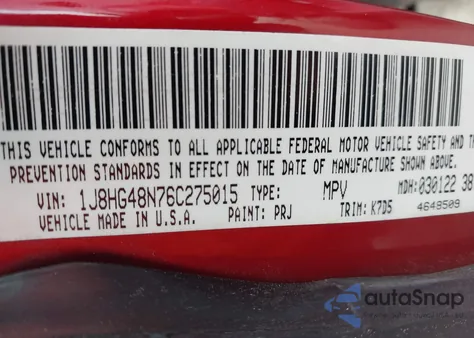 THIS VEHICLE CONFORMS TO ALL APPLICABLE FEDERAL MOTOR VEHICLE SAFETY AND
PREVENTION STANDARDS IN EFFECT ON THE DATE OF MANUFACTURE SHOWN ABOVE.
VIN: 1J8HG48N76C275015 TYPE: MPV MDH: 030122 38
VEHICLE MADE IN U.S.A. PAINT: PRJ TRIM: K7D5 4648509
autoSnap